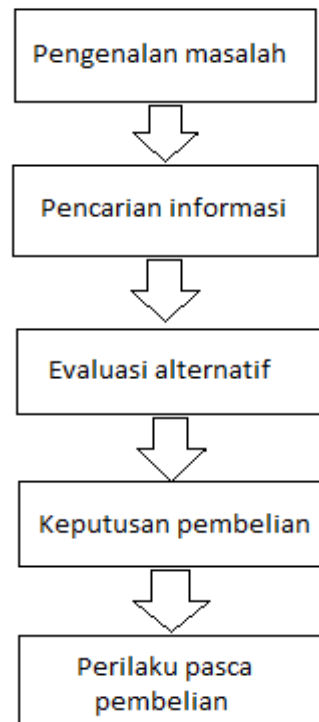 Pengenalan masalah
Pencarian informasi
Evaluasi alternatif
Keputusan pembelian
Perilaku pasca
pembelian